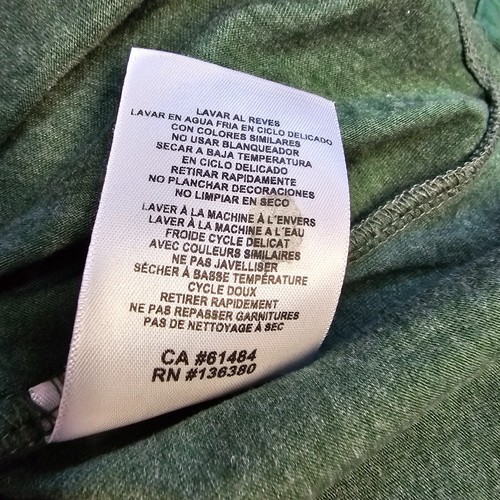 LAVAR AL REVES
LAVAR EN AGUA FRIA EN CICLO DELICADO
CON COLORES SIMILARES
NO USAR BLANQUEADOR
SECAR A BAJA TEMPERATURA
EN CICLO DELICADO
RETIRAR RAPIDAMENTE
NO PLANCHAR DECORACIONES
NO LIMPIAR EN SECO
LAVER À LA MACHINE À L'ENVERS
LAVER À LA MACHINE A L'EAU
FROIDE CYCLE DELICAT
AVEC COULEURS SIMILAIRES
NE PAS JAVELLISER
SÉCHER À BASSE TEMPÉRATURE
CYCLE DOUX
RETIRER RAPIDEMENT
NE PAS REPASSER GARNITURES
PAS DE NETTOYAGE À SEC
CA #61484
RN #136380